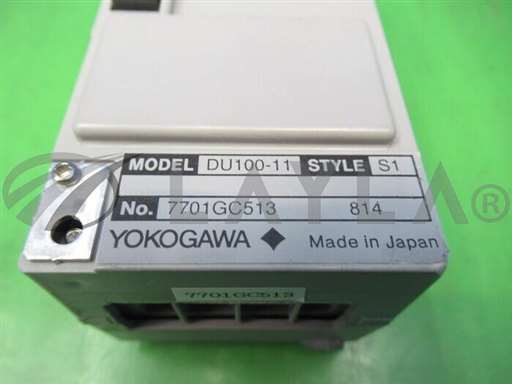 MODEL DU100-11 STYLE S1
No. 7701GC513 814
YOKOGAWA Made in Japan
7701GC513
LAYLA